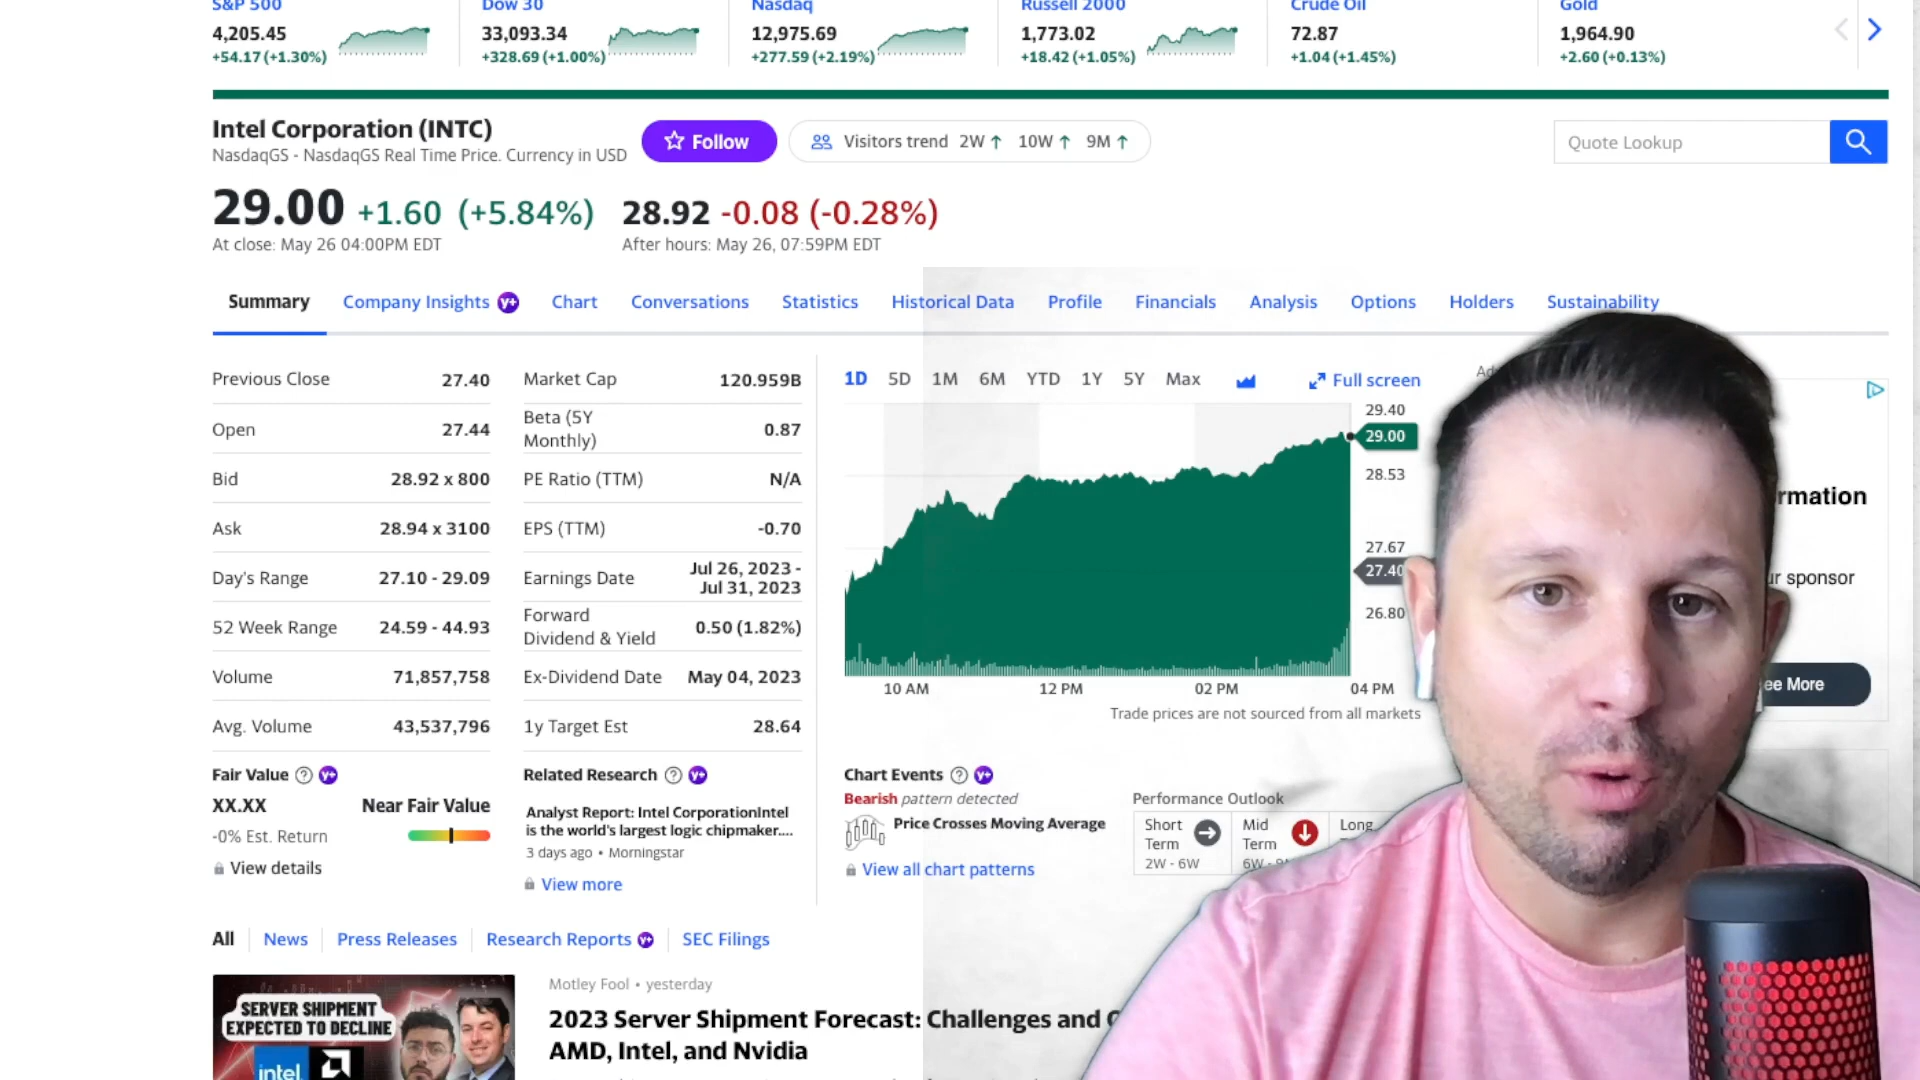 S&P 500
Dow 30
Nasdaq
Russell 2000
Crude Oil
Gold
4,205.45
33,093.34
12,975.69
1,773.02
72.87
1,964.90
+54.17 (+1.30%)
+328.69 (+1.00%)
+277.59 (+2.19%)
+18.42 (+1.05%)
+1.04 (+1.45%)
+2.60 (+0.13%)
Intel Corporation (INTC)
NasdaqGS - NasdaqGS Real Time Price. Currency in USD
Follow
Visitors trend 2W↑ 10W↑ 9M↑
Quote Lookup
29.00 +1.60 (+5.84%)
At close: May 26 04:00PM EDT
28.92 -0.08 (-0.28%)
After hours: May 26, 07:59PM EDT
Summary Company Insights y+ Chart Conversations Statistics Historical Data Profile Financials Analysis Options Holders Sustainability
Previous Close 27.40
Open 27.44
Bid 28.92 x 800
Ask 28.94 x 3100
Day's Range 27.10 - 29.09
52 Week Range 24.59 - 44.93
Volume 71,857,758
Avg. Volume 43,537,796
Market Cap 120.959B
Beta (5Y
Monthly) 0.87
PE Ratio (TTM) N/A
EPS (TTM) -0.70
Earnings Date Jul 26, 2023 -
Jul 31, 2023
Forward
Dividend & Yield 0.50 (1.82%)
Ex-Dividend Date May 04, 2023
1y Target Est 28.64
1D 5D 1M 6M YTD 1Y 5Y Max
Full screen
29.40
29.00
28.53
27.67
27.40
26.80
10 AM 12 PM 02 PM 04 PM
Trade prices are not sourced from all markets
Fair Value ? y+
XX.XX Near Fair Value
-0% Est. Return
View details
Related Research ? y+
Analyst Report: Intel CorporationIntel
is the world's largest logic chipmaker....
3 days ago • Morningstar
View more
Chart Events ? y+
Bearish pattern detected
Price Crosses Moving Average
View all chart patterns
Performance Outlook
Short
Term
2W - 6W
Mid
Term
Long
All News Press Releases Research Reports y+ SEC Filings
SERVER SHIPMENT
EXPECTED TO DECLINE
intel
Motley Fool • yesterday
2023 Server Shipment Forecast: Challenges and
AMD, Intel, and Nvidia
rmation
ur sponsor
ee More